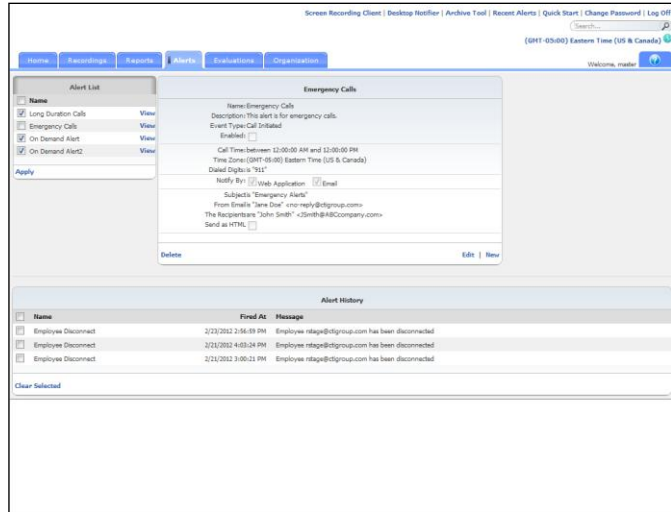 Screen Recording Client | Desktop Notifier | Archive Tool | Recent Alerts | Quick Start | Change Password | Log Off
Search...
(GMT-05:00) Eastern Time (US & Canada)
Home Recordings Reports Alerts Evaluations Organization
Welcome, master
Alert List
Name
Long Duration Calls View
Emergency Calls View
On Demand Alert View
On Demand Alert2 View
Apply
Emergency Calls
Name: Emergency Calls
Description: This alert is for emergency calls.
Event Type: Call Initiated
Enabled:
Call Time: between 12:00:00 AM and 12:00:00 PM
Time Zone: (GMT-05:00) Eastern Time (US & Canada)
Dialed Digits: is "911"
Notify By: Web Application Email
Subject is "Emergency Alerts"
From Email is "Jane Doe" <no-reply@ctigroup.com>
The Recipients are "John Smith" <JSmith@ABCcompany.com>
Send as HTML
Delete Edit | New
Alert History
Name Fired At Message
Employee Disconnect 2/23/2012 2:56:59 PM Employee rstage@ctigroup.com has been disconnected
Employee Disconnect 2/21/2012 4:03:24 PM Employee rstage@ctigroup.com has been disconnected
Employee Disconnect 2/21/2012 3:00:21 PM Employee rstage@ctigroup.com has been disconnected
Clear Selected